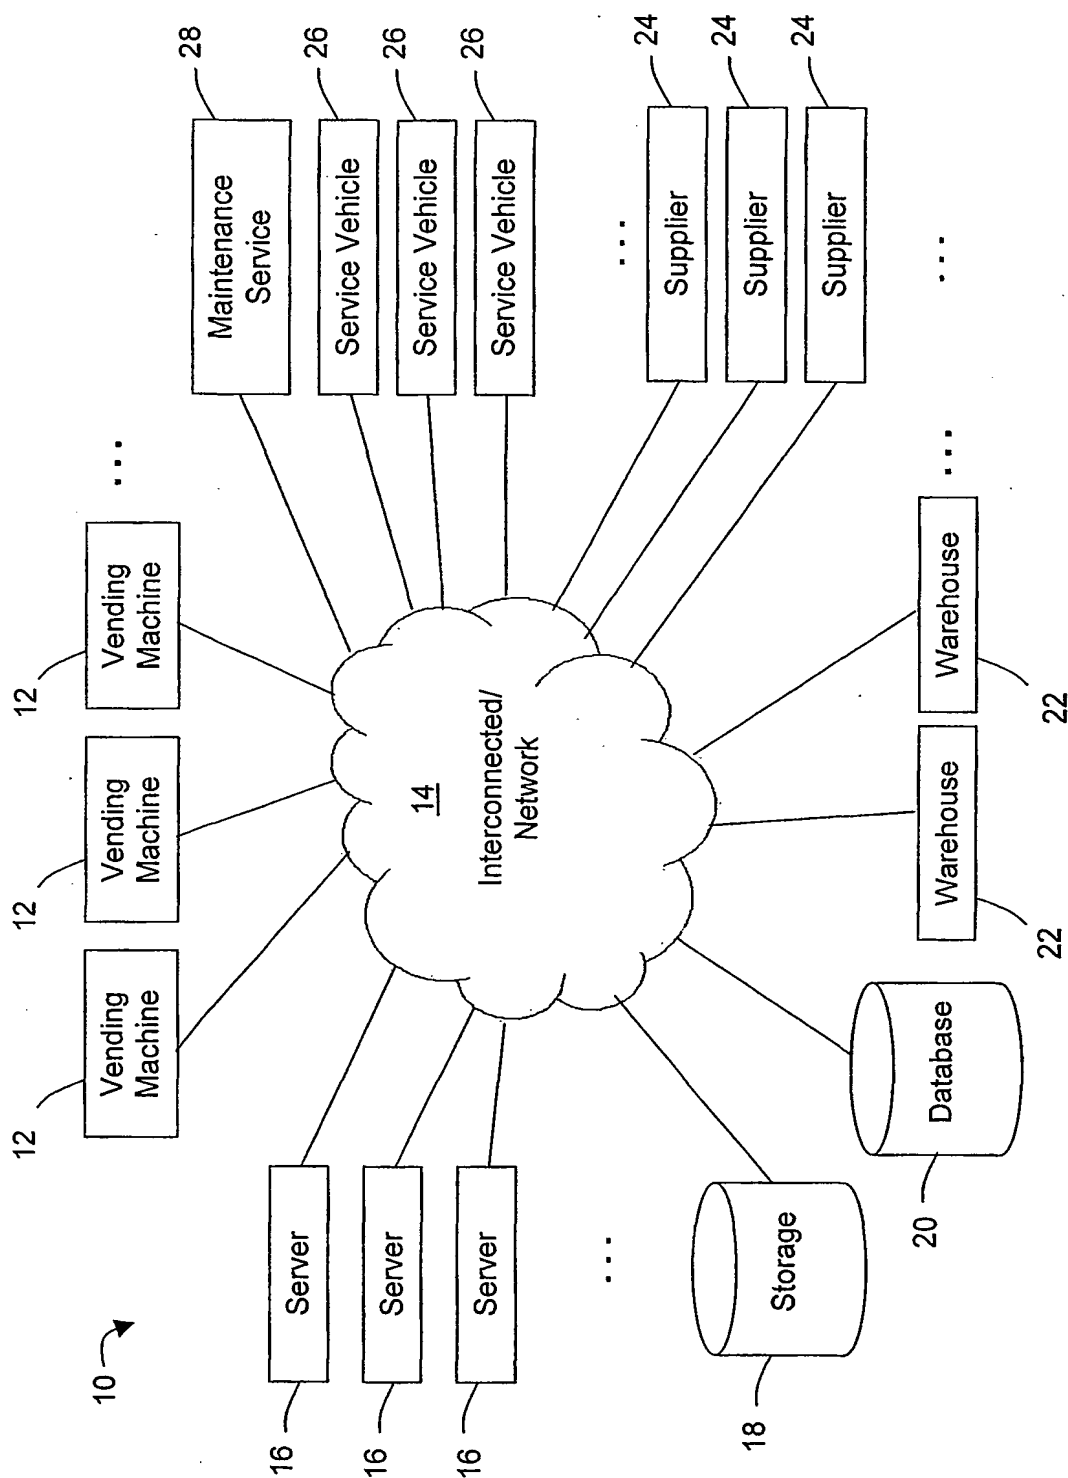 12
12
12
10
Vending
Machine
Vending
Machine
Vending
Machine
...
28
Maintenance
Service
16
Server
Service Vehicle
26
16
Server
Service Vehicle
26
16
Server
Service Vehicle
26
14
Interconnected/
Network
...
...
Supplier
24
Supplier
24
Supplier
24
18
Storage
20
Database
Warehouse
Warehouse
...
...
22
22